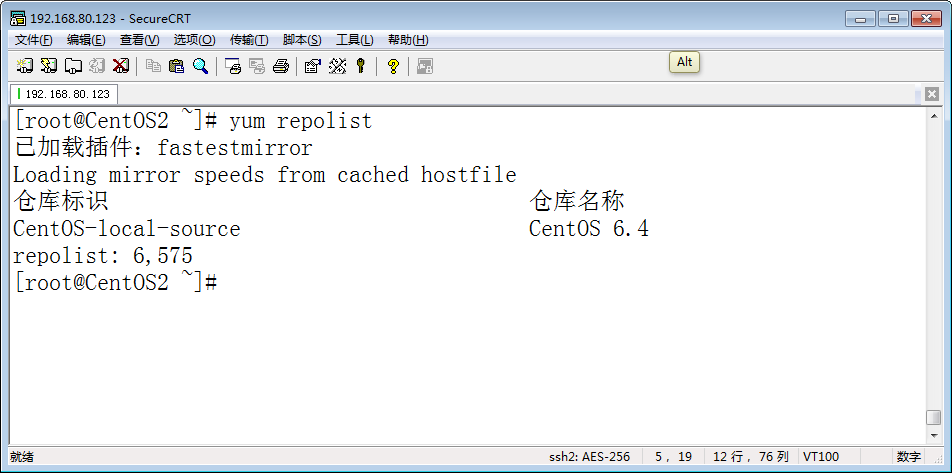 192.168.80.123 - SecureCRT
文件(F) 编辑(E) 查看(V) 选项(O) 传输(T) 脚本(S) 工具(L) 帮助(H)
Alt
192.168.80.123
[root@CentOS2 ~]# yum repolist
已加载插件：fastestmirror
Loading mirror speeds from cached hostfile
仓库标识 仓库名称
CentOS-local-source CentOS 6.4
repolist: 6,575
[root@CentOS2 ~]#
就绪 ssh2: AES-256 5， 19 12 行， 76 列 VT100 数字